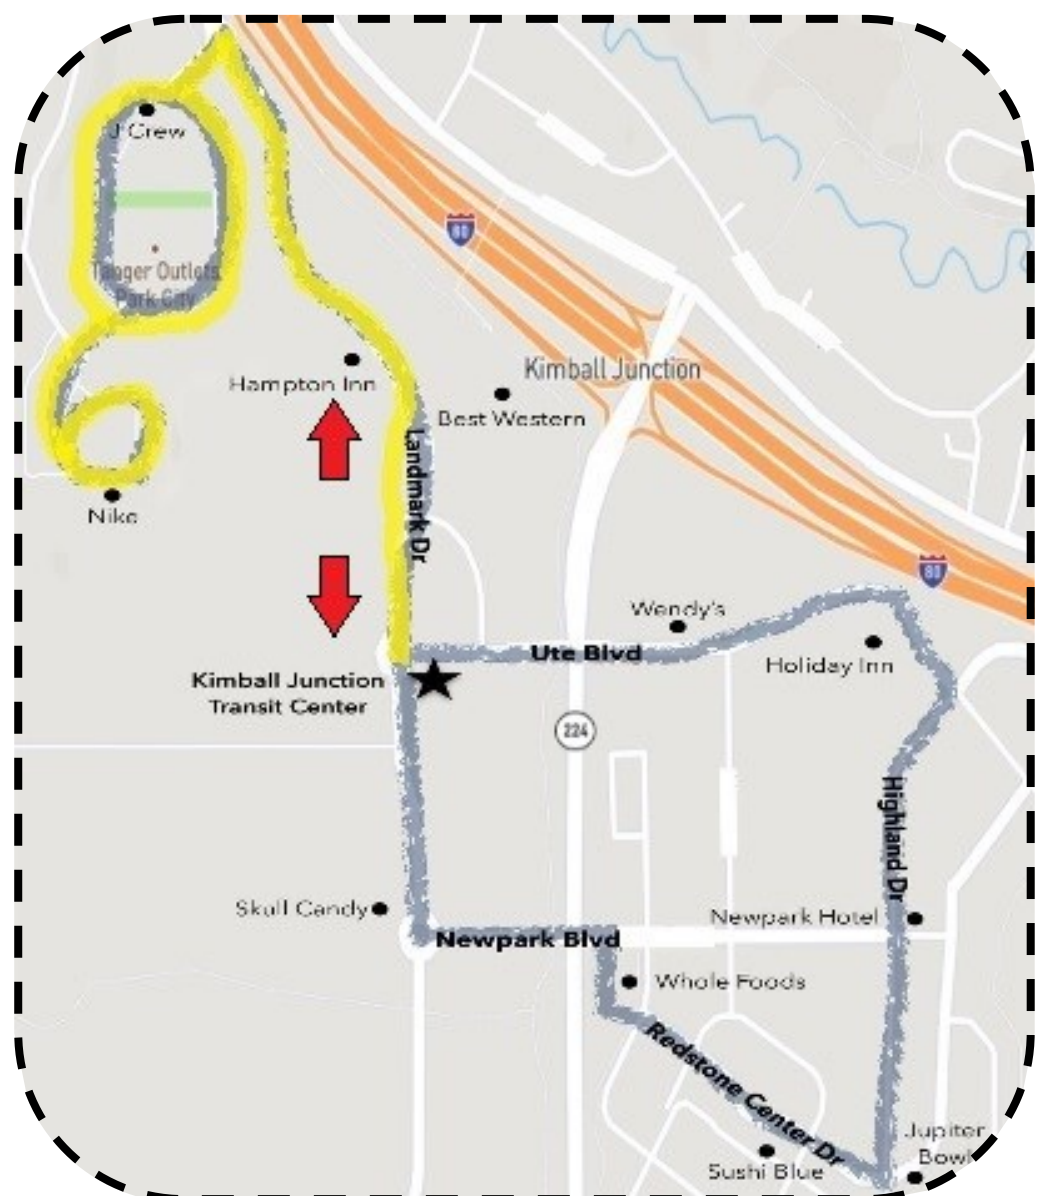 J Crew
80
Tanger Outlets
Park City
Kimball Junction
Hampton Inn
Best Western
Landmark Dr
Nike
80
Wendy's
Ute Blvd
Holiday Inn
Kimball Junction
Transit Center
224
Highland Dr
Skull Candy
Newpark Hotel
Newpark Blvd
Whole Foods
Redstone Center Dr
Jupiter
Bowl
Sushi Blue